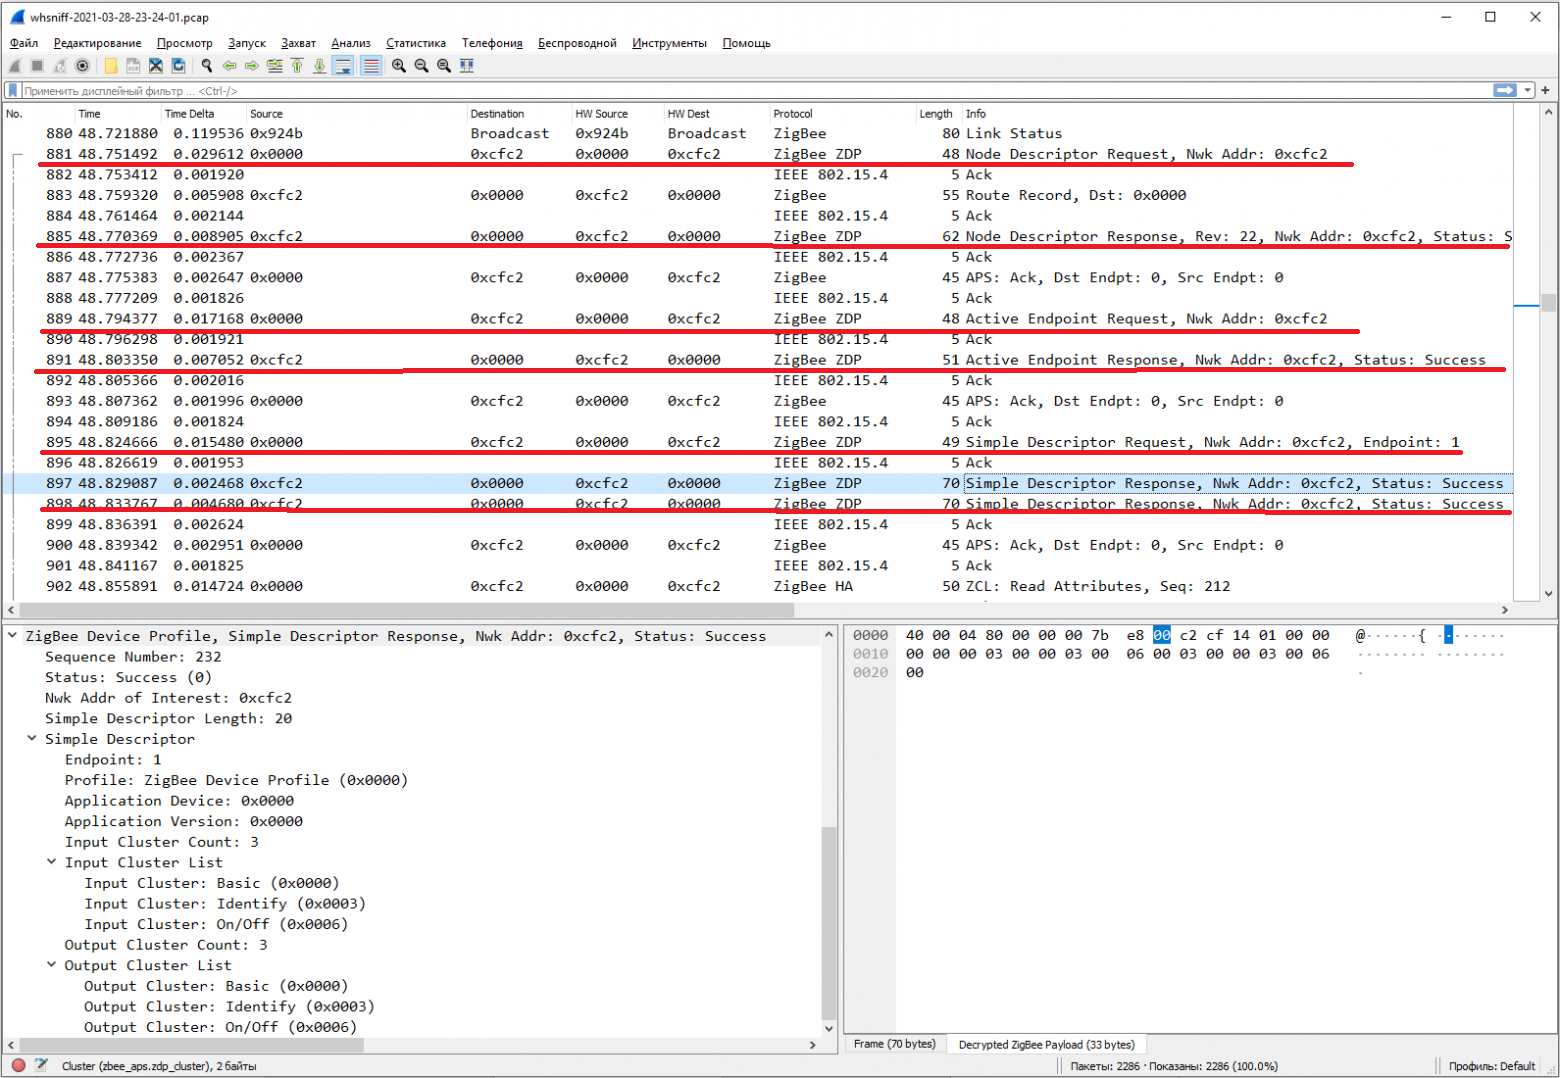 whsniff-2021-03-28-23-24-01.pcap
Файл Редактирование Просмотр Запуск Захват Анализ Статистика Телефония Беспроводной Инструменты Помощь
Применить дисплейный фильтр ... <Ctrl-/>
No. Time Time Delta Source Destination HW Source HW Dest Protocol Length Info
880 48.721880 0.119536 0x924b Broadcast 0x924b Broadcast ZigBee 80 Link Status
881 48.751492 0.029612 0x0000 0xcfc2 0x0000 0xcfc2 ZigBee ZDP 48 Node Descriptor Request, Nwk Addr: 0xcfc2
882 48.753412 0.001920 IEEE 802.15.4 5 Ack
883 48.759320 0.005908 0xcfc2 0x0000 0xcfc2 0x0000 ZigBee 55 Route Record, Dst: 0x0000
884 48.761464 0.002144 IEEE 802.15.4 5 Ack
885 48.770369 0.008905 0xcfc2 0x0000 0xcfc2 0x0000 ZigBee ZDP 62 Node Descriptor Response, Rev: 22, Nwk Addr: 0xcfc2, Status: S
886 48.772736 0.002367 IEEE 802.15.4 5 Ack
887 48.775383 0.002647 0x0000 0xcfc2 0x0000 0xcfc2 ZigBee 45 APS: Ack, Dst Endpt: 0, Src Endpt: 0
888 48.777209 0.001826 IEEE 802.15.4 5 Ack
889 48.794377 0.017168 0x0000 0xcfc2 0x0000 0xcfc2 ZigBee ZDP 48 Active Endpoint Request, Nwk Addr: 0xcfc2
890 48.796298 0.001921 IEEE 802.15.4 5 Ack
891 48.803350 0.007052 0xcfc2 0x0000 0xcfc2 0x0000 ZigBee ZDP 51 Active Endpoint Response, Nwk Addr: 0xcfc2, Status: Success
892 48.805366 0.002016 IEEE 802.15.4 5 Ack
893 48.807362 0.001996 0x0000 0xcfc2 0x0000 0xcfc2 ZigBee 45 APS: Ack, Dst Endpt: 0, Src Endpt: 0
894 48.809186 0.001824 IEEE 802.15.4 5 Ack
895 48.824666 0.015480 0x0000 0xcfc2 0x0000 0xcfc2 ZigBee ZDP 49 Simple Descriptor Request, Nwk Addr: 0xcfc2, Endpoint: 1
896 48.826619 0.001953 IEEE 802.15.4 5 Ack
897 48.829087 0.002468 0xcfc2 0x0000 0xcfc2 0x0000 ZigBee ZDP 70 Simple Descriptor Response, Nwk Addr: 0xcfc2, Status: Success
898 48.833767 0.004680 0xcfc2 0x0000 0xcfc2 0x0000 ZigBee ZDP 70 Simple Descriptor Response, Nwk Addr: 0xcfc2, Status: Success
899 48.836391 0.002624 IEEE 802.15.4 5 Ack
900 48.839342 0.002951 0x0000 0xcfc2 0x0000 0xcfc2 ZigBee 45 APS: Ack, Dst Endpt: 0, Src Endpt: 0
901 48.841167 0.001825 IEEE 802.15.4 5 Ack
902 48.855891 0.014724 0x0000 0xcfc2 0x0000 0xcfc2 ZigBee HA 50 ZCL: Read Attributes, Seq: 212
ZigBee Device Profile, Simple Descriptor Response, Nwk Addr: 0xcfc2, Status: Success
Sequence Number: 232
Status: Success (0)
Nwk Addr of Interest: 0xcfc2
Simple Descriptor Length: 20
Simple Descriptor
Endpoint: 1
Profile: ZigBee Device Profile (0x0000)
Application Device: 0x0000
Application Version: 0x0000
Input Cluster Count: 3
Input Cluster List
Input Cluster: Basic (0x0000)
Input Cluster: Identify (0x0003)
Input Cluster: On/Off (0x0006)
Output Cluster Count: 3
Output Cluster List
Output Cluster: Basic (0x0000)
Output Cluster: Identify (0x0003)
Output Cluster: On/Off (0x0006)
0000 40 00 04 80 00 00 00 7b e8 00 c2 cf 14 01 00 00 @······{ ········
0010 00 00 00 03 00 00 03 00 06 00 03 00 00 03 00 06 ········ ········
0020 00 ·
Frame (70 bytes) Decrypted ZigBee Payload (33 bytes)
Cluster (zbee_aps.zdp_cluster), 2 байты Пакеты: 2286 · Показаны: 2286 (100.0%) Профиль: Default